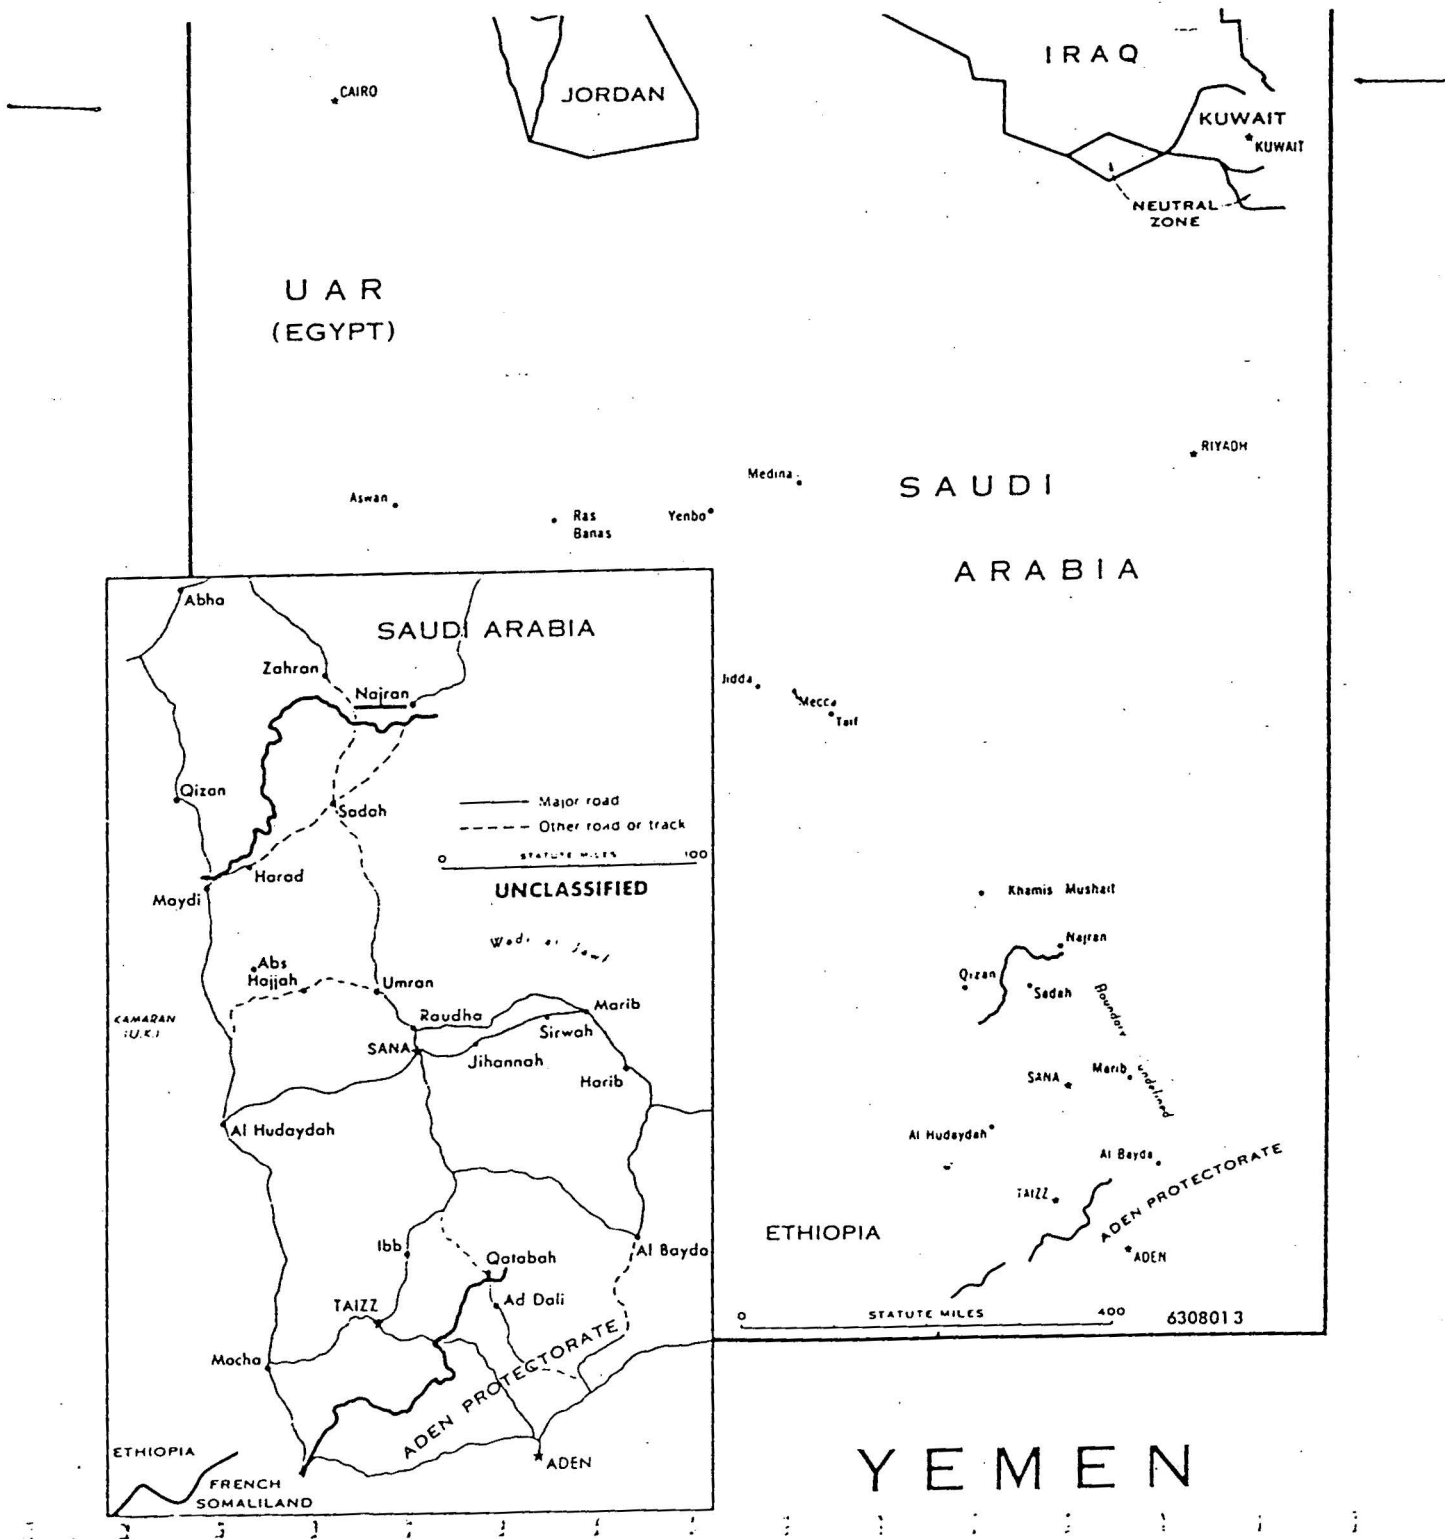 IRAQ
CAIRO
JORDAN
KUWAIT
KUWAIT
NEUTRAL
ZONE
UAR
(EGYPT)
RIYADH
Medina
SAUDI
Aswan
Ras
Banas
Yenbo
ARABIA
Abha
SAUDI ARABIA
Zahran
Najran
Jidda
Mecca
Taif
Qizan
Sadah
Major road
Other road or track
0 STATUTE MILES 100
Harad
UNCLASSIFIED
Maydi
Khamis Mushait
Wadi al Jawf
Abs
Hajjah
Umran
KAMARAN
(U.K.)
Raudha
Marib
Sirwah
SANA
Jihannah
Harib
Al Hudaydah
Najran
Qizan
Sadah
Boundary
undefined
SANA
Marib
Al Hudaydah
Al Bayda
TAIZZ
ADEN PROTECTORATE
ETHIOPIA
ADEN
Ibb
Qatabah
Al Bayda
TAIZZ
Ad Dali
0 STATUTE MILES 400
6308013
Mocha
ADEN PROTECTORATE
ETHIOPIA
ADEN
FRENCH
SOMALILAND
YEMEN